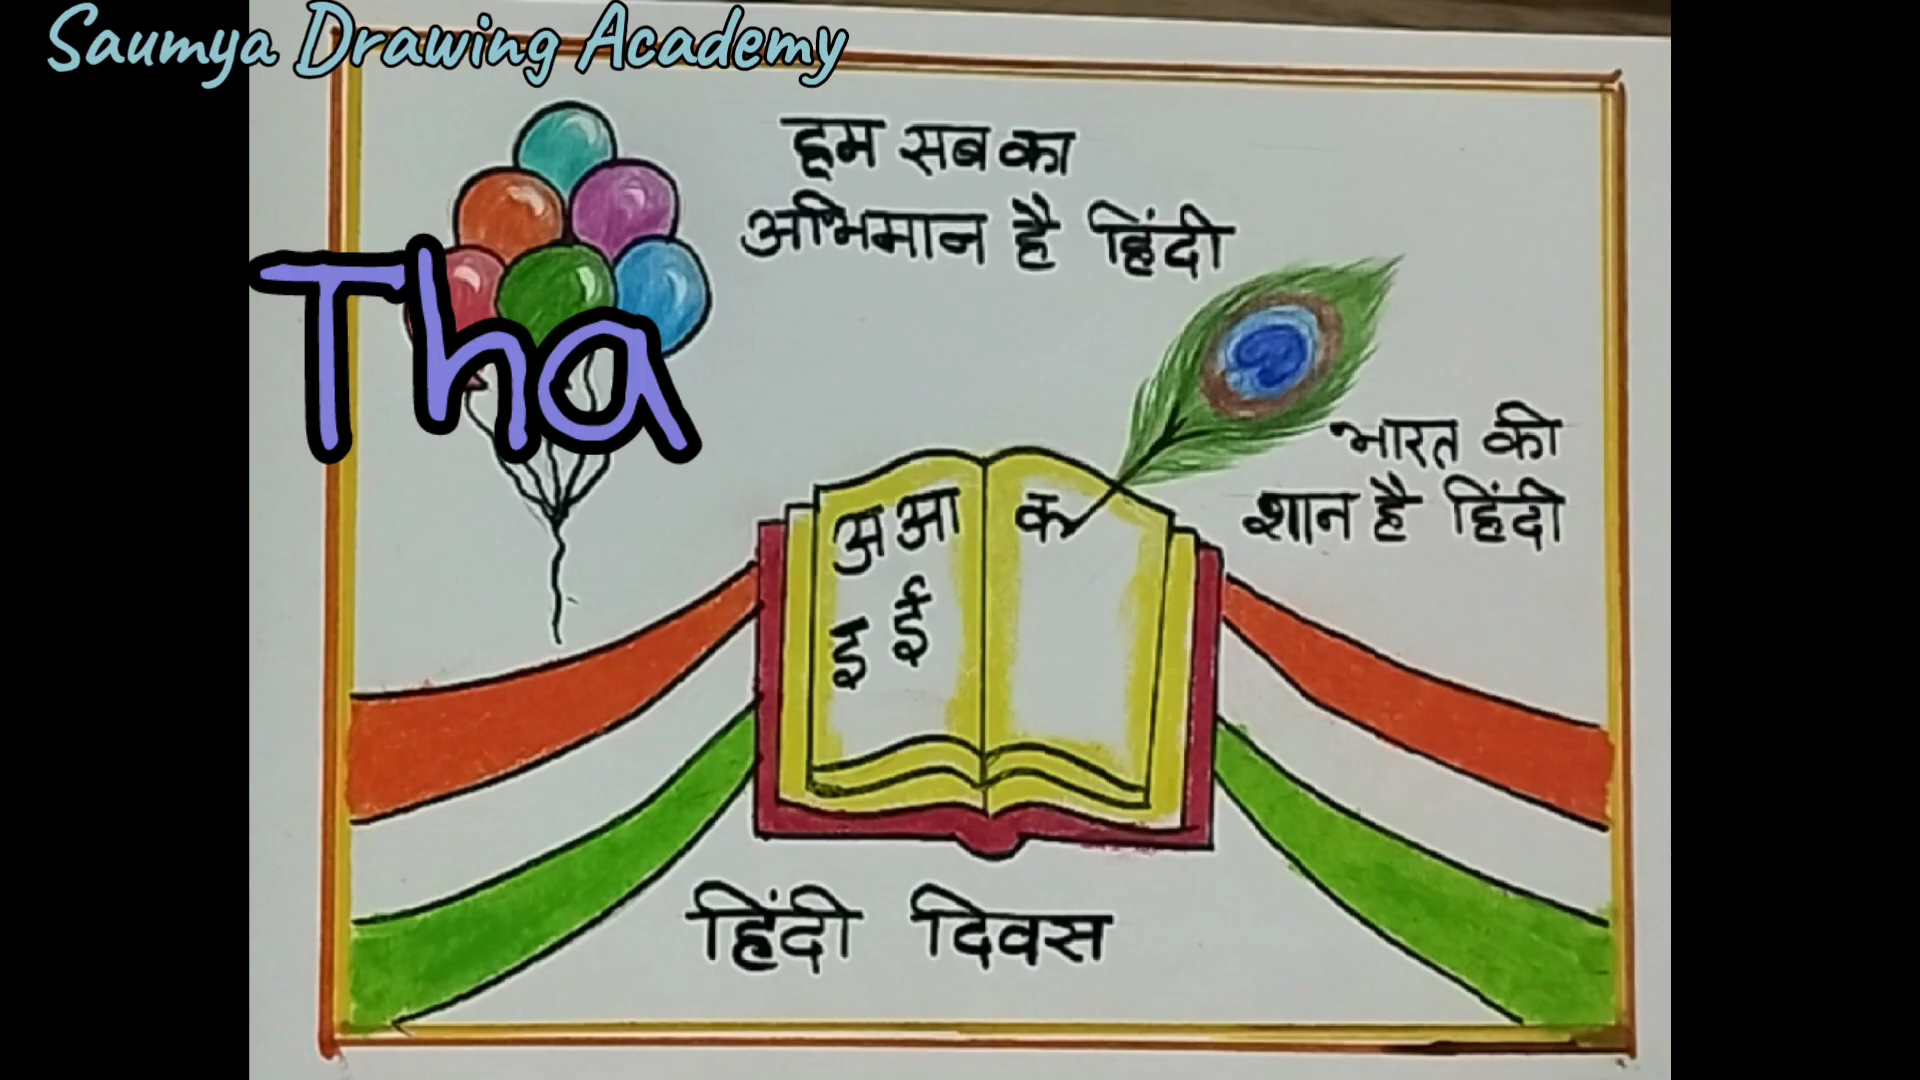 Saumya Drawing Academy
हम सब का
अभिमान है हिंदी
Tha
भारत की
शान है हिंदी
अ आ क
इ ई
हिंदी दिवस